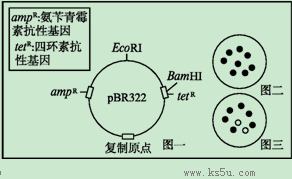 ampᴿ:氨苄青霉
素抗性基因
tetᴿ:四环素抗
性基因
EcoRⅠ
BamHⅠ
ampᴿ
pBR322
tetᴿ
复制原点
图一
图二
图三
www.ks5u.com